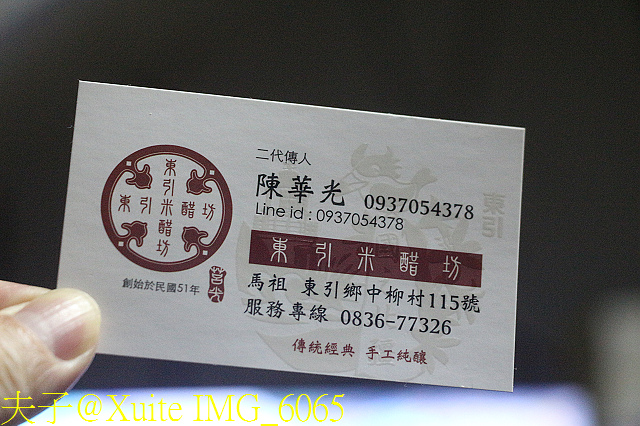 二代傳人
陳華光 0937054378
Line id : 0937054378
東引米醋坊
東引米醋坊
東引米醋坊
馬祖 東引鄉中柳村115號
創始於民國51年
服務專線 0836-77326
傳統經典 手工純釀
夫子@Xuite IMG_6065